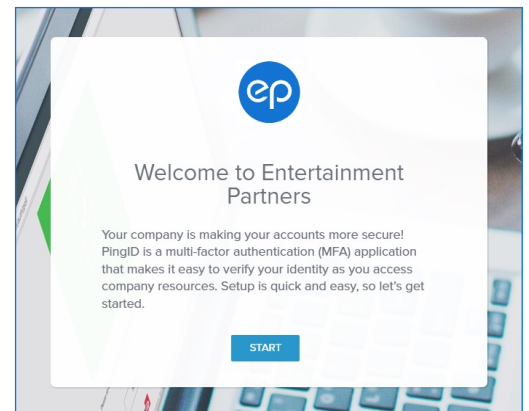 ep
Welcome to Entertainment
Partners
Your company is making your accounts more secure!
PingID is a multi-factor authentication (MFA) application
that makes it easy to verify your identity as you access
company resources. Setup is quick and easy, so let's get
started.
START